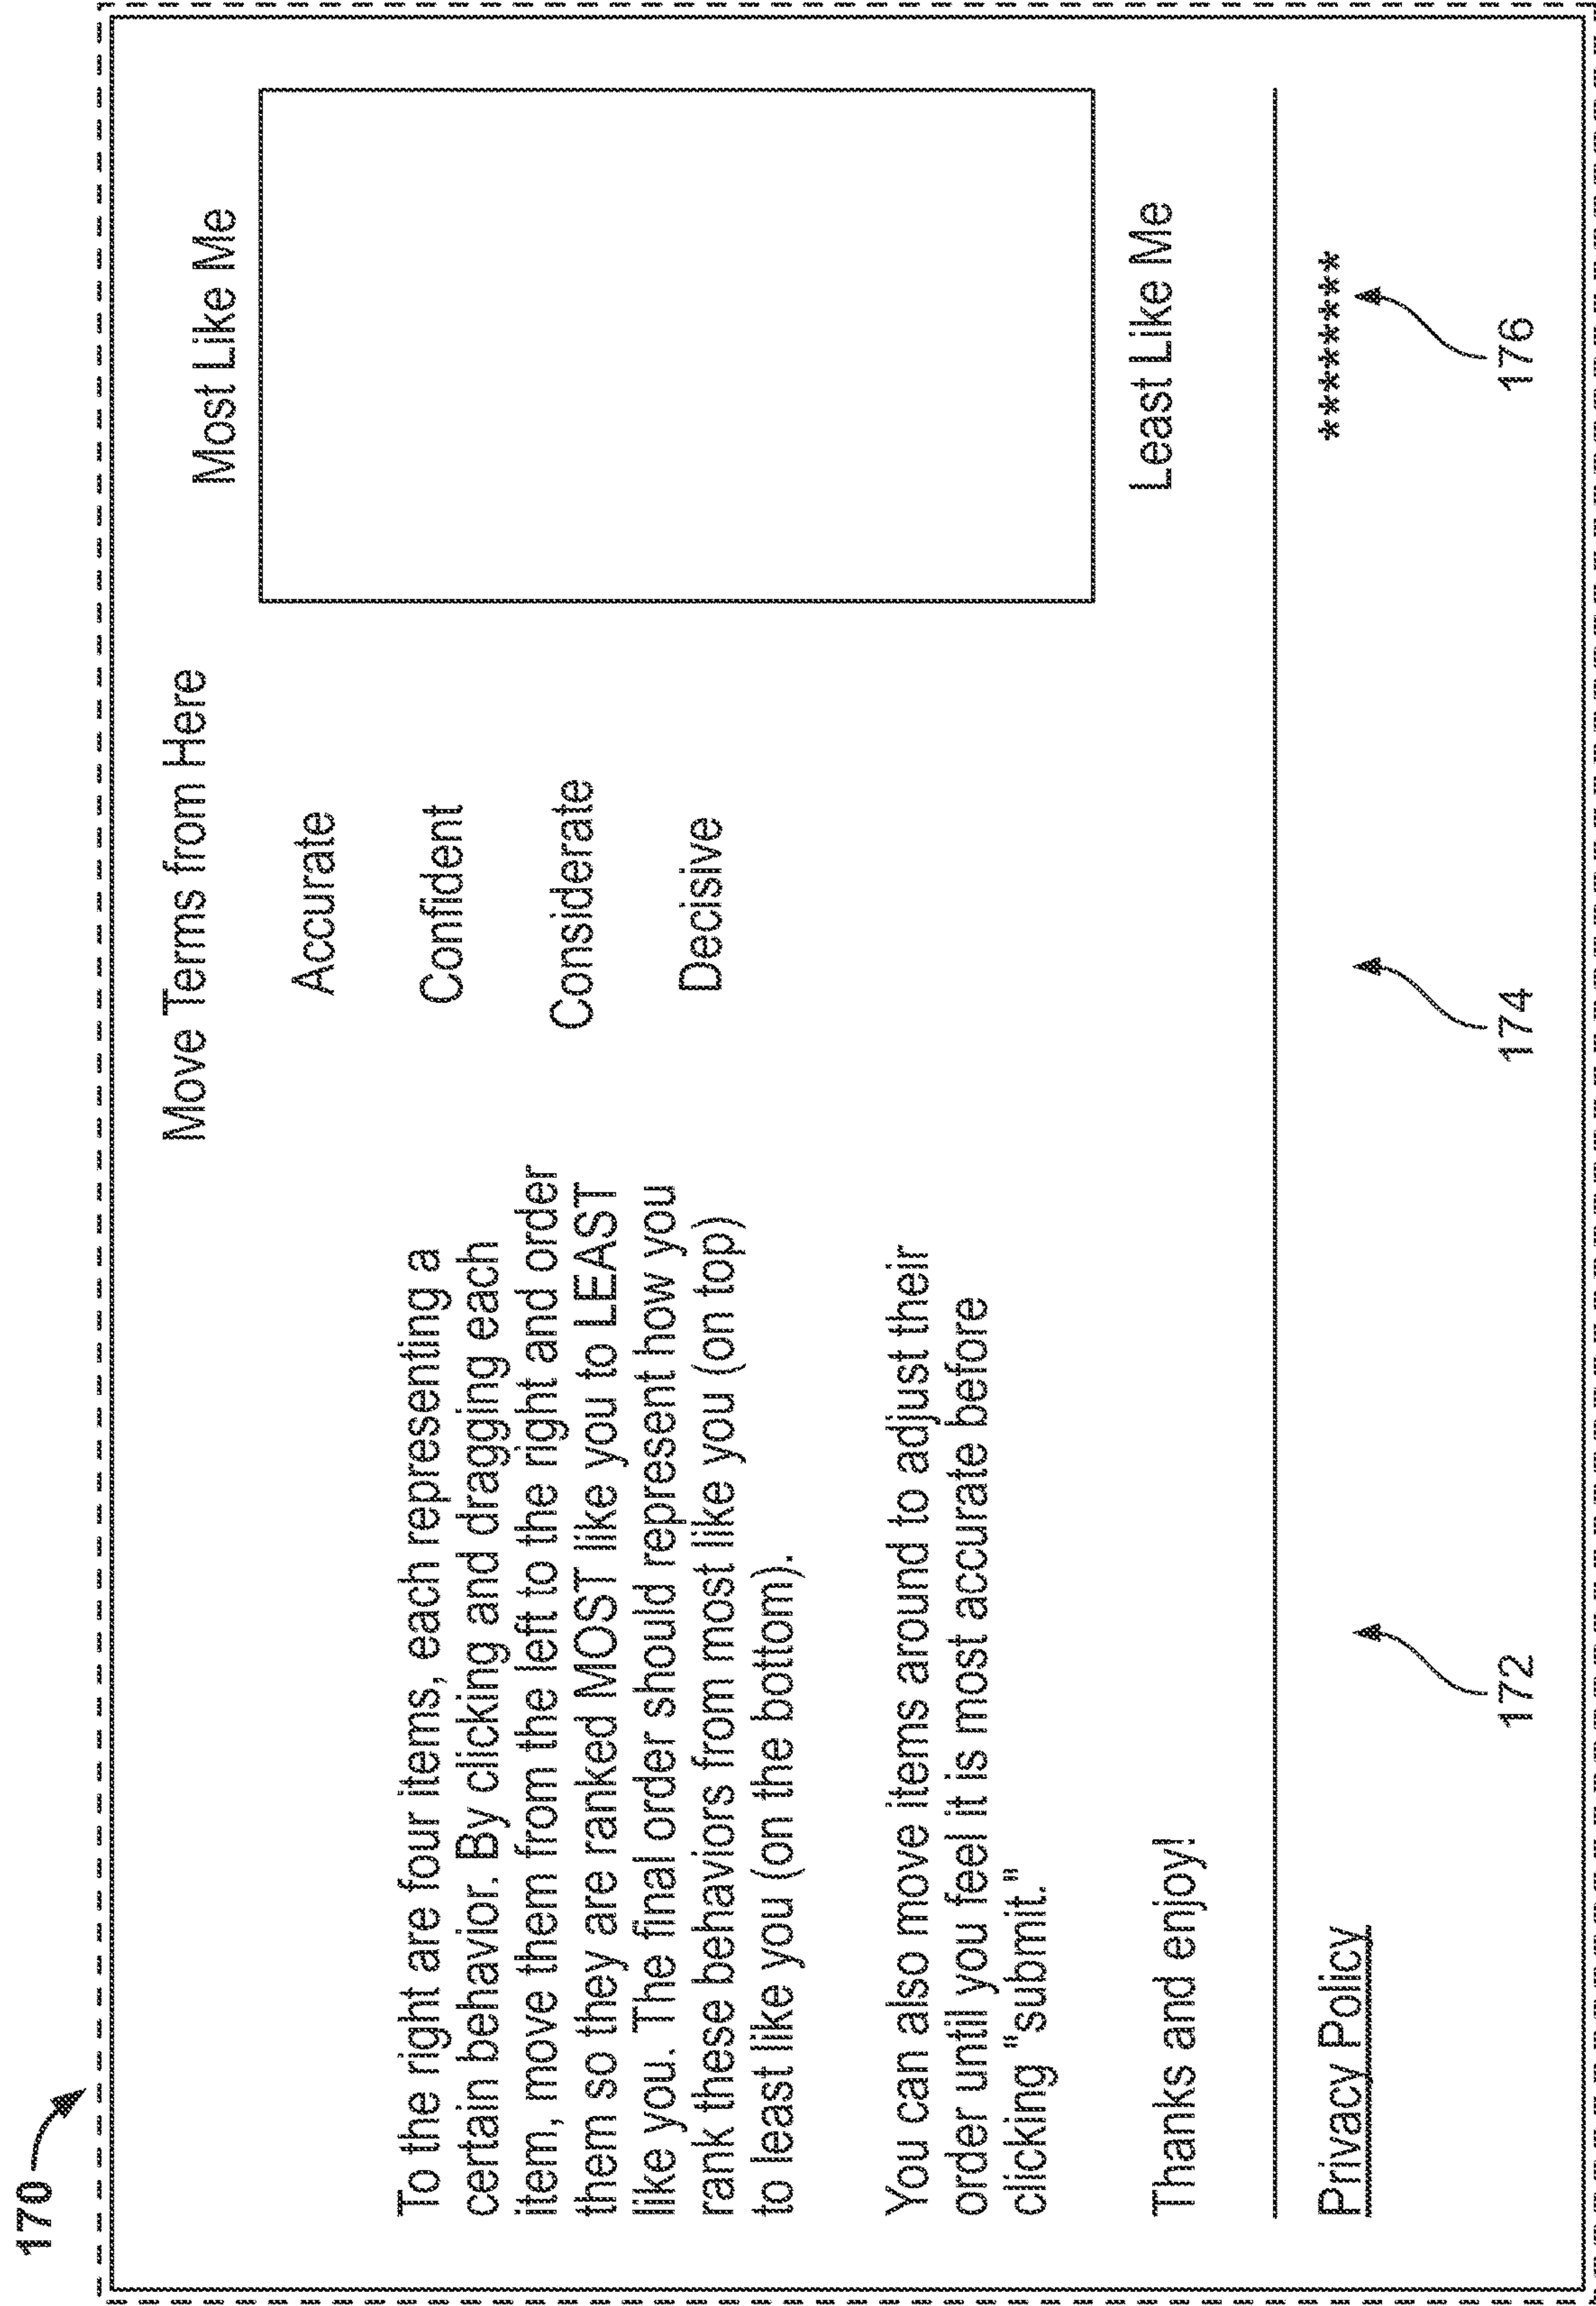 170
Move Terms from Here
Accurate
Confident
Considerate
Decisive
Most Like Me
Least Like Me
To the right are four items, each representing a
certain behavior. By clicking and dragging each
item, move them from the left to the right and order
them so they are ranked MOST like you to LEAST
like you. The final order should represent how you
rank these behaviors from most like you (on top)
to least like you (on the bottom).
You can also move items around to adjust their
order until you feel it is most accurate before
clicking "submit."
Thanks and enjoy!
Privacy Policy
********
172
174
176